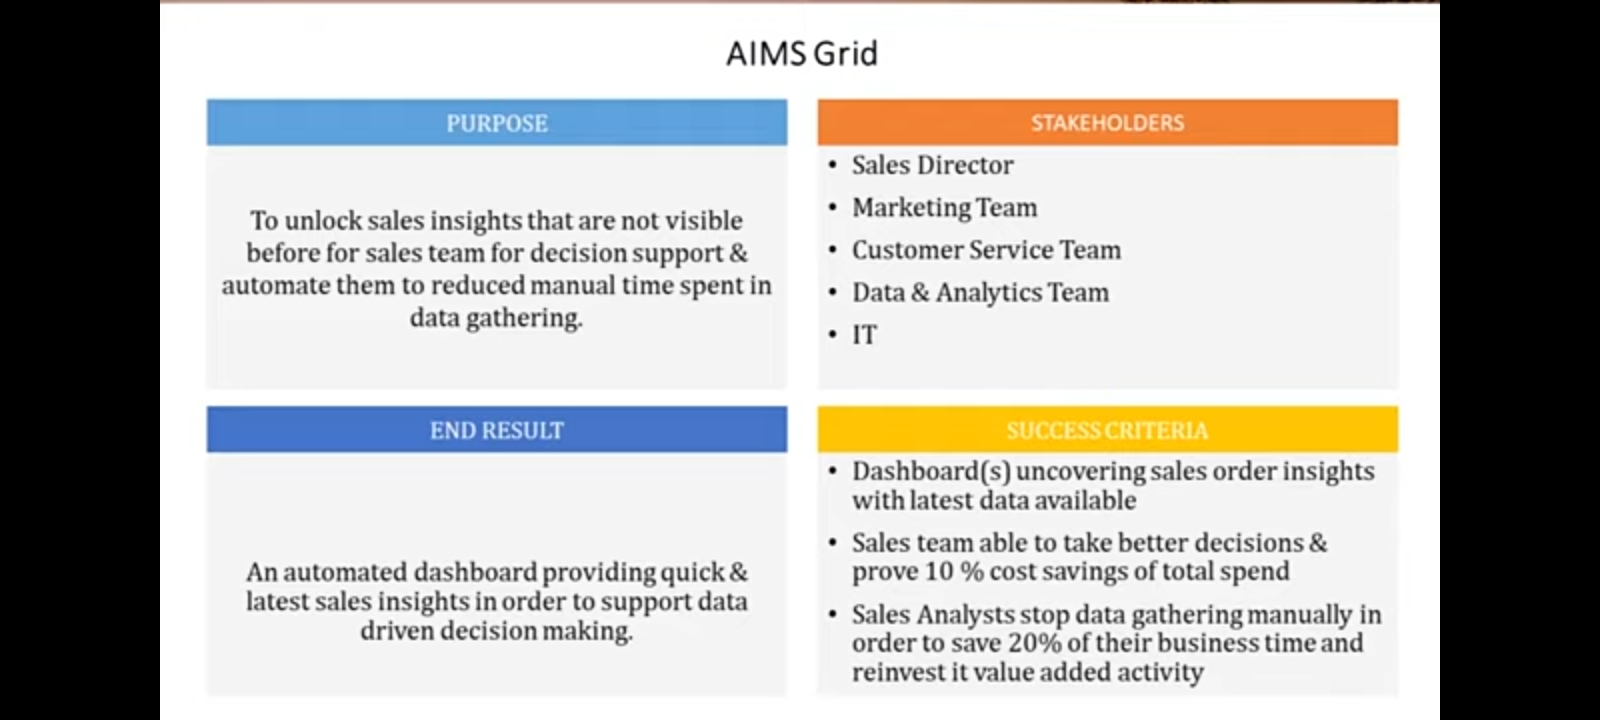 AIMS Grid
PURPOSE
To unlock sales insights that are not visible
before for sales team for decision support &
automate them to reduced manual time spent in
data gathering.
STAKEHOLDERS
• Sales Director
• Marketing Team
• Customer Service Team
• Data & Analytics Team
• IT
END RESULT
An automated dashboard providing quick &
latest sales insights in order to support data
driven decision making.
SUCCESS CRITERIA
• Dashboard(s) uncovering sales order insights
with latest data available
• Sales team able to take better decisions &
prove 10 % cost savings of total spend
• Sales Analysts stop data gathering manually in
order to save 20% of their business time and
reinvest it value added activity